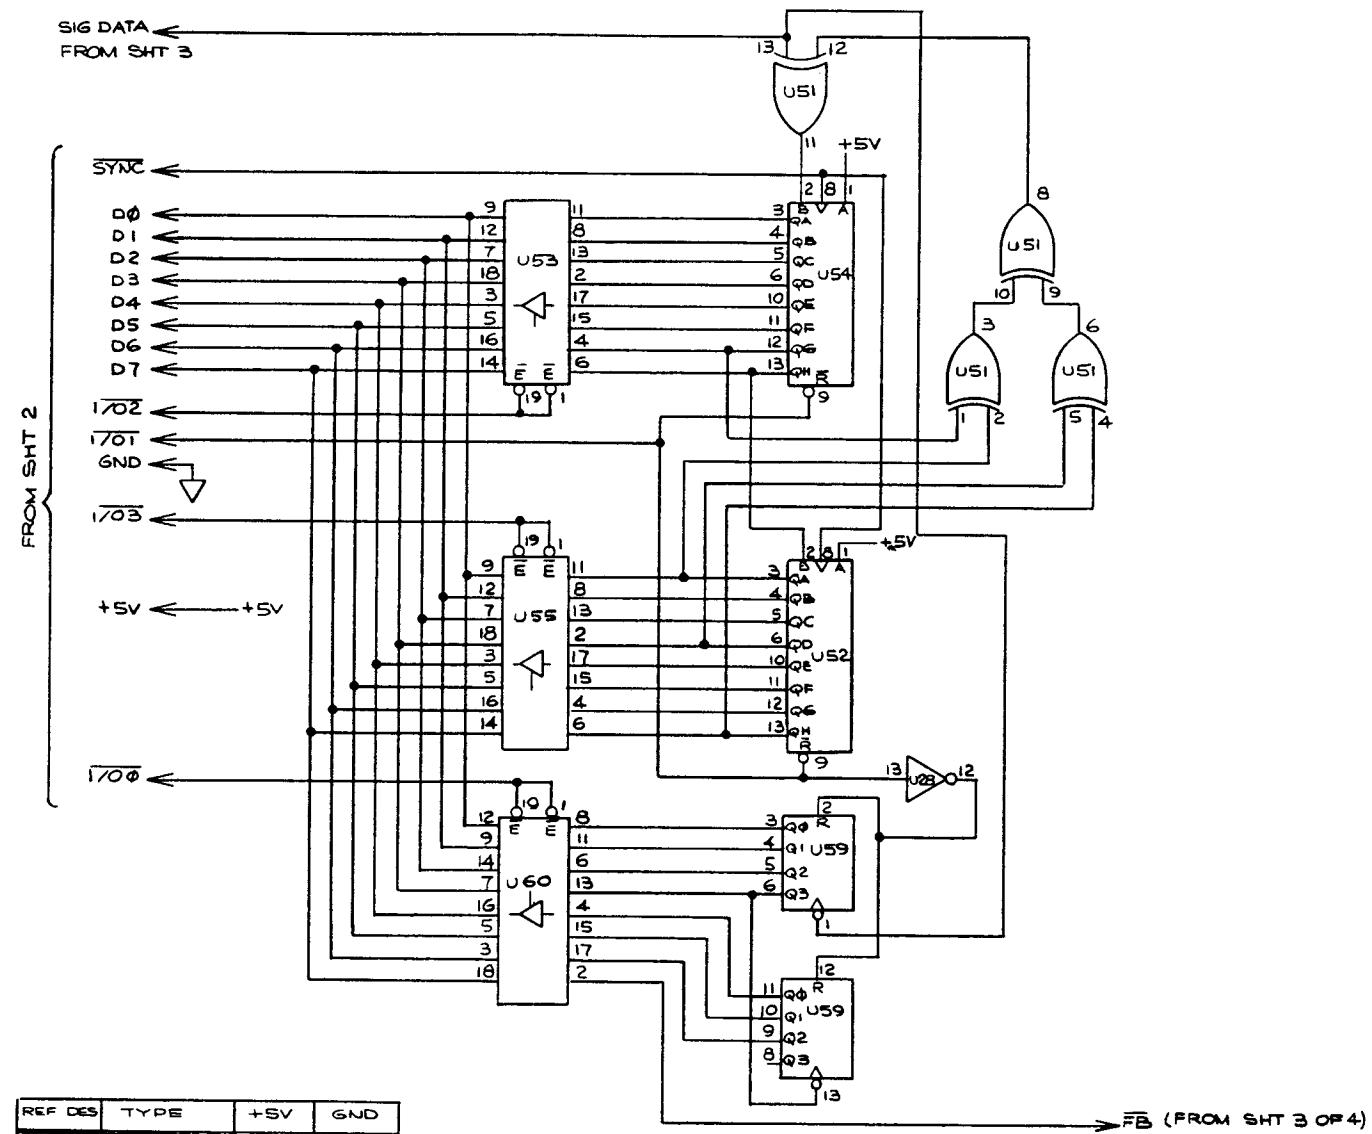 SIG DATA
FROM SHT 3
13 12
U51
11 +5V
SYNC
2 8 1
B A
DØ 9 11 3 QA
D1 12 8 4 QB
D2 7 U53 13 5 QC U54
D3 18 2 6 QD
D4 3 17 10 QE
D5 5 15 11 QF
D6 16 4 12 QG
D7 14 6 13 QH
E E R
19 1 9
8
U51
10 9
3 6
U51 U51
1 2 5 4
I/O2
I/O1
GND
FROM SHT 2
I/O3
19 1
E E
2 8 1 +5V
B A
9 11 3 QA
12 8 4 QB
+5V +5V
7 U55 13 5 QC
18 2 6 QD U52
3 17 10 QE
5 15 11 QF
16 4 12 QG
14 6 13 QH
R
9
I/OØ
13 U28 12
19 1
E E
2
R
12 8 3 QØ
9 11 4 Q1 U59
14 6 5 Q2
7 U60 13 6 Q3
16 4 1
5 15
3 17
18 2
12
R
11 QØ
10 Q1 U59
9 Q2
8 Q3
13
REF DES TYPE +5V GND
FB (FROM SHT 3 OF 4)